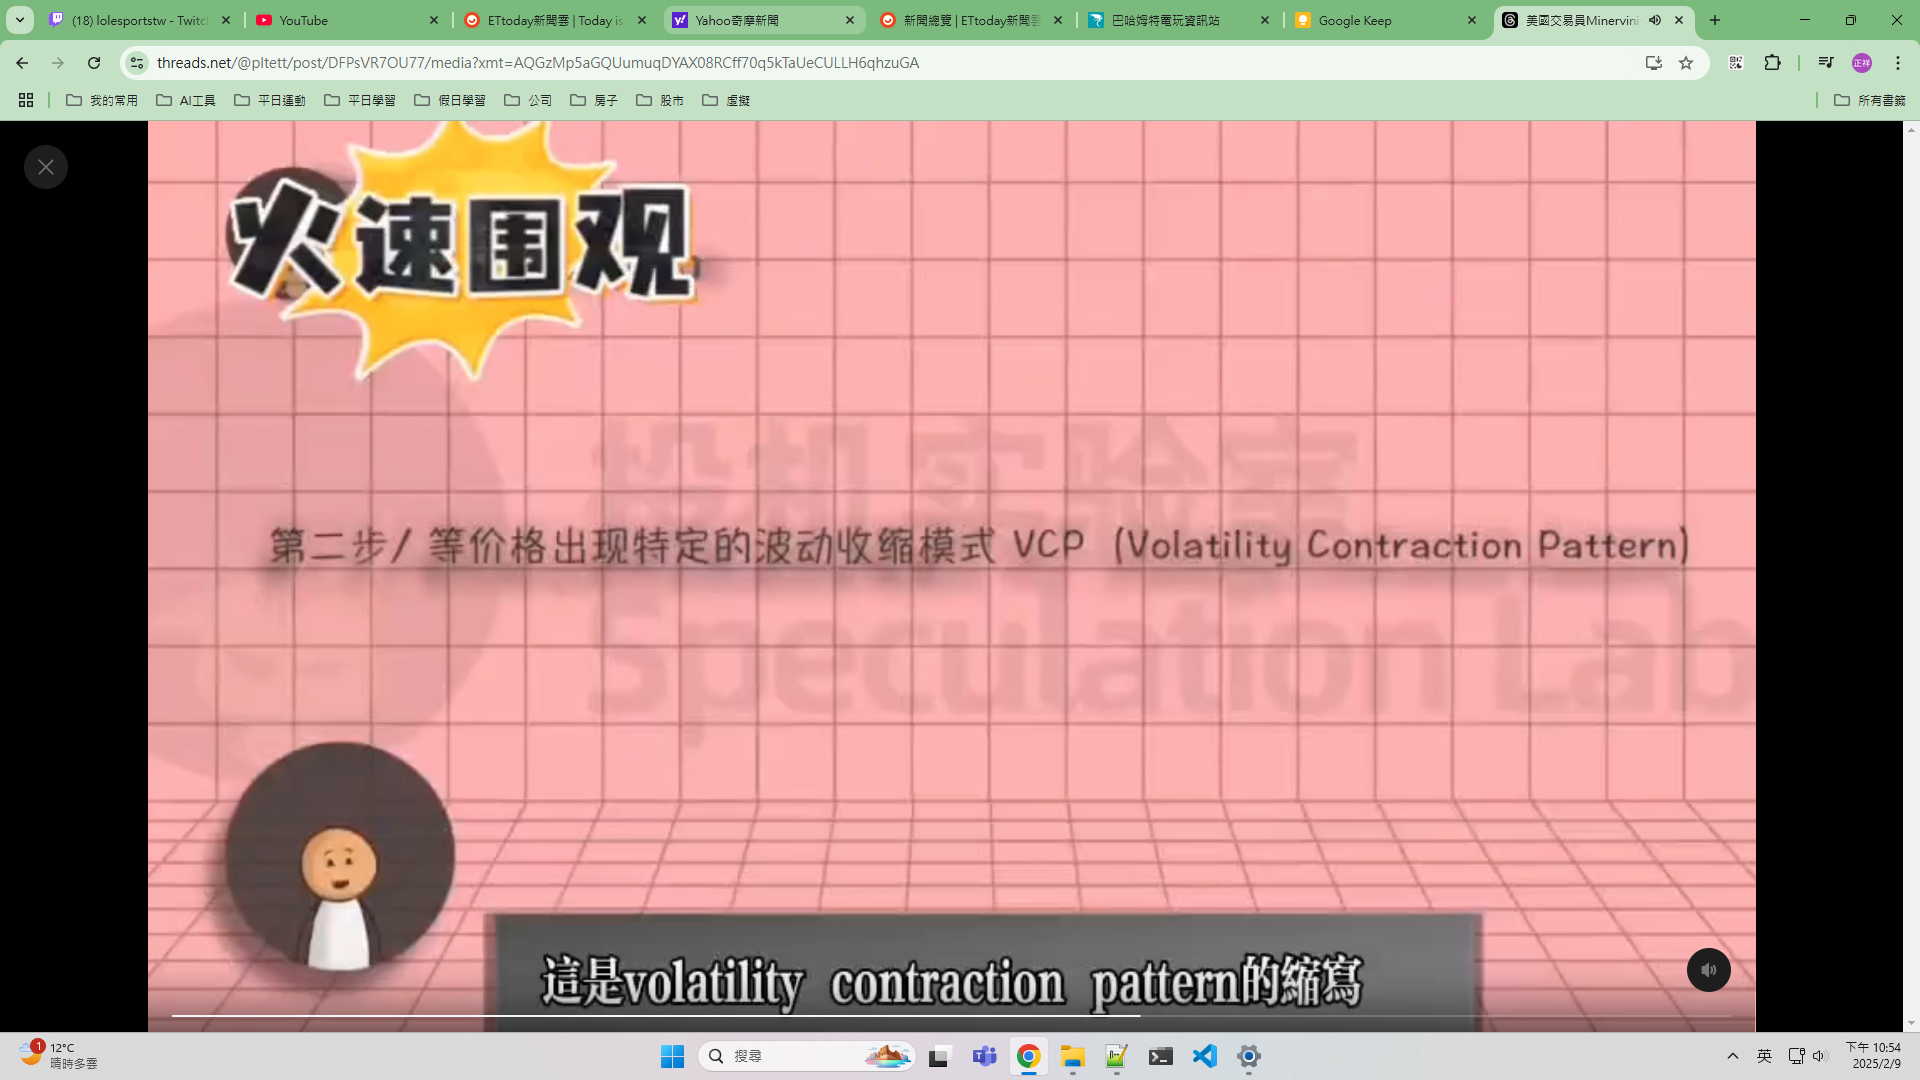 (18) lolesportstw - Twitch
YouTube
ETtoday新聞雲 | Today is
Yahoo奇摩新聞
新聞總覽 | ETtoday新聞雲
巴哈姆特電玩資訊站
Google Keep
美國交易員Minervini
threads.net/@pltett/post/DFPsVR7OU77/media?xmt=AQGzMp5aGQUumuqDYAX08RCff70q5kTaUeCULLH6qhzuGA
正祥
我的常用
AI工具
平日運動
平日學習
假日學習
公司
房子
股市
虛擬
所有書籤
火速围观
投机实验室
第二步/ 等价格出现特定的波动收缩模式 VCP (Volatility Contraction Pattern)
Speculation Lab
這是volatility contraction pattern的縮寫
1
12°C
晴時多雲
搜尋
英
下午 10:54
2025/2/9